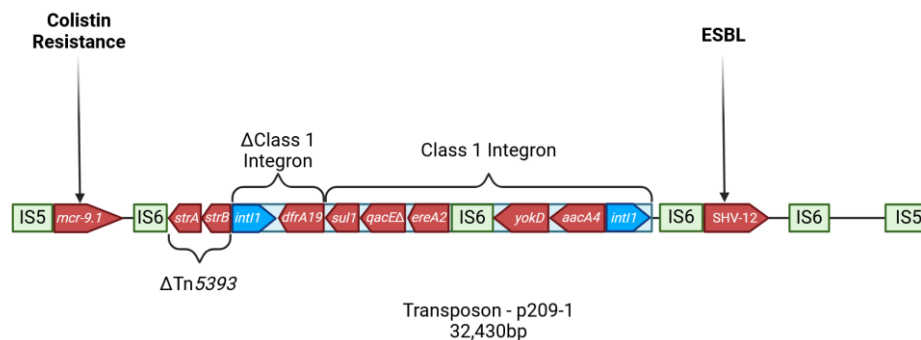 Colistin
Resistance
ESBL
ΔClass 1
Integron
Class 1 Integron
IS5 mcr-9.1 IS6 strA strB intI1 dfrA19 sul1 qacEΔ ereA2 IS6 yokD aacA4 intI1 IS6 SHV-12 IS6 IS5
ΔTn5393
Transposon - p209-1
32,430bp